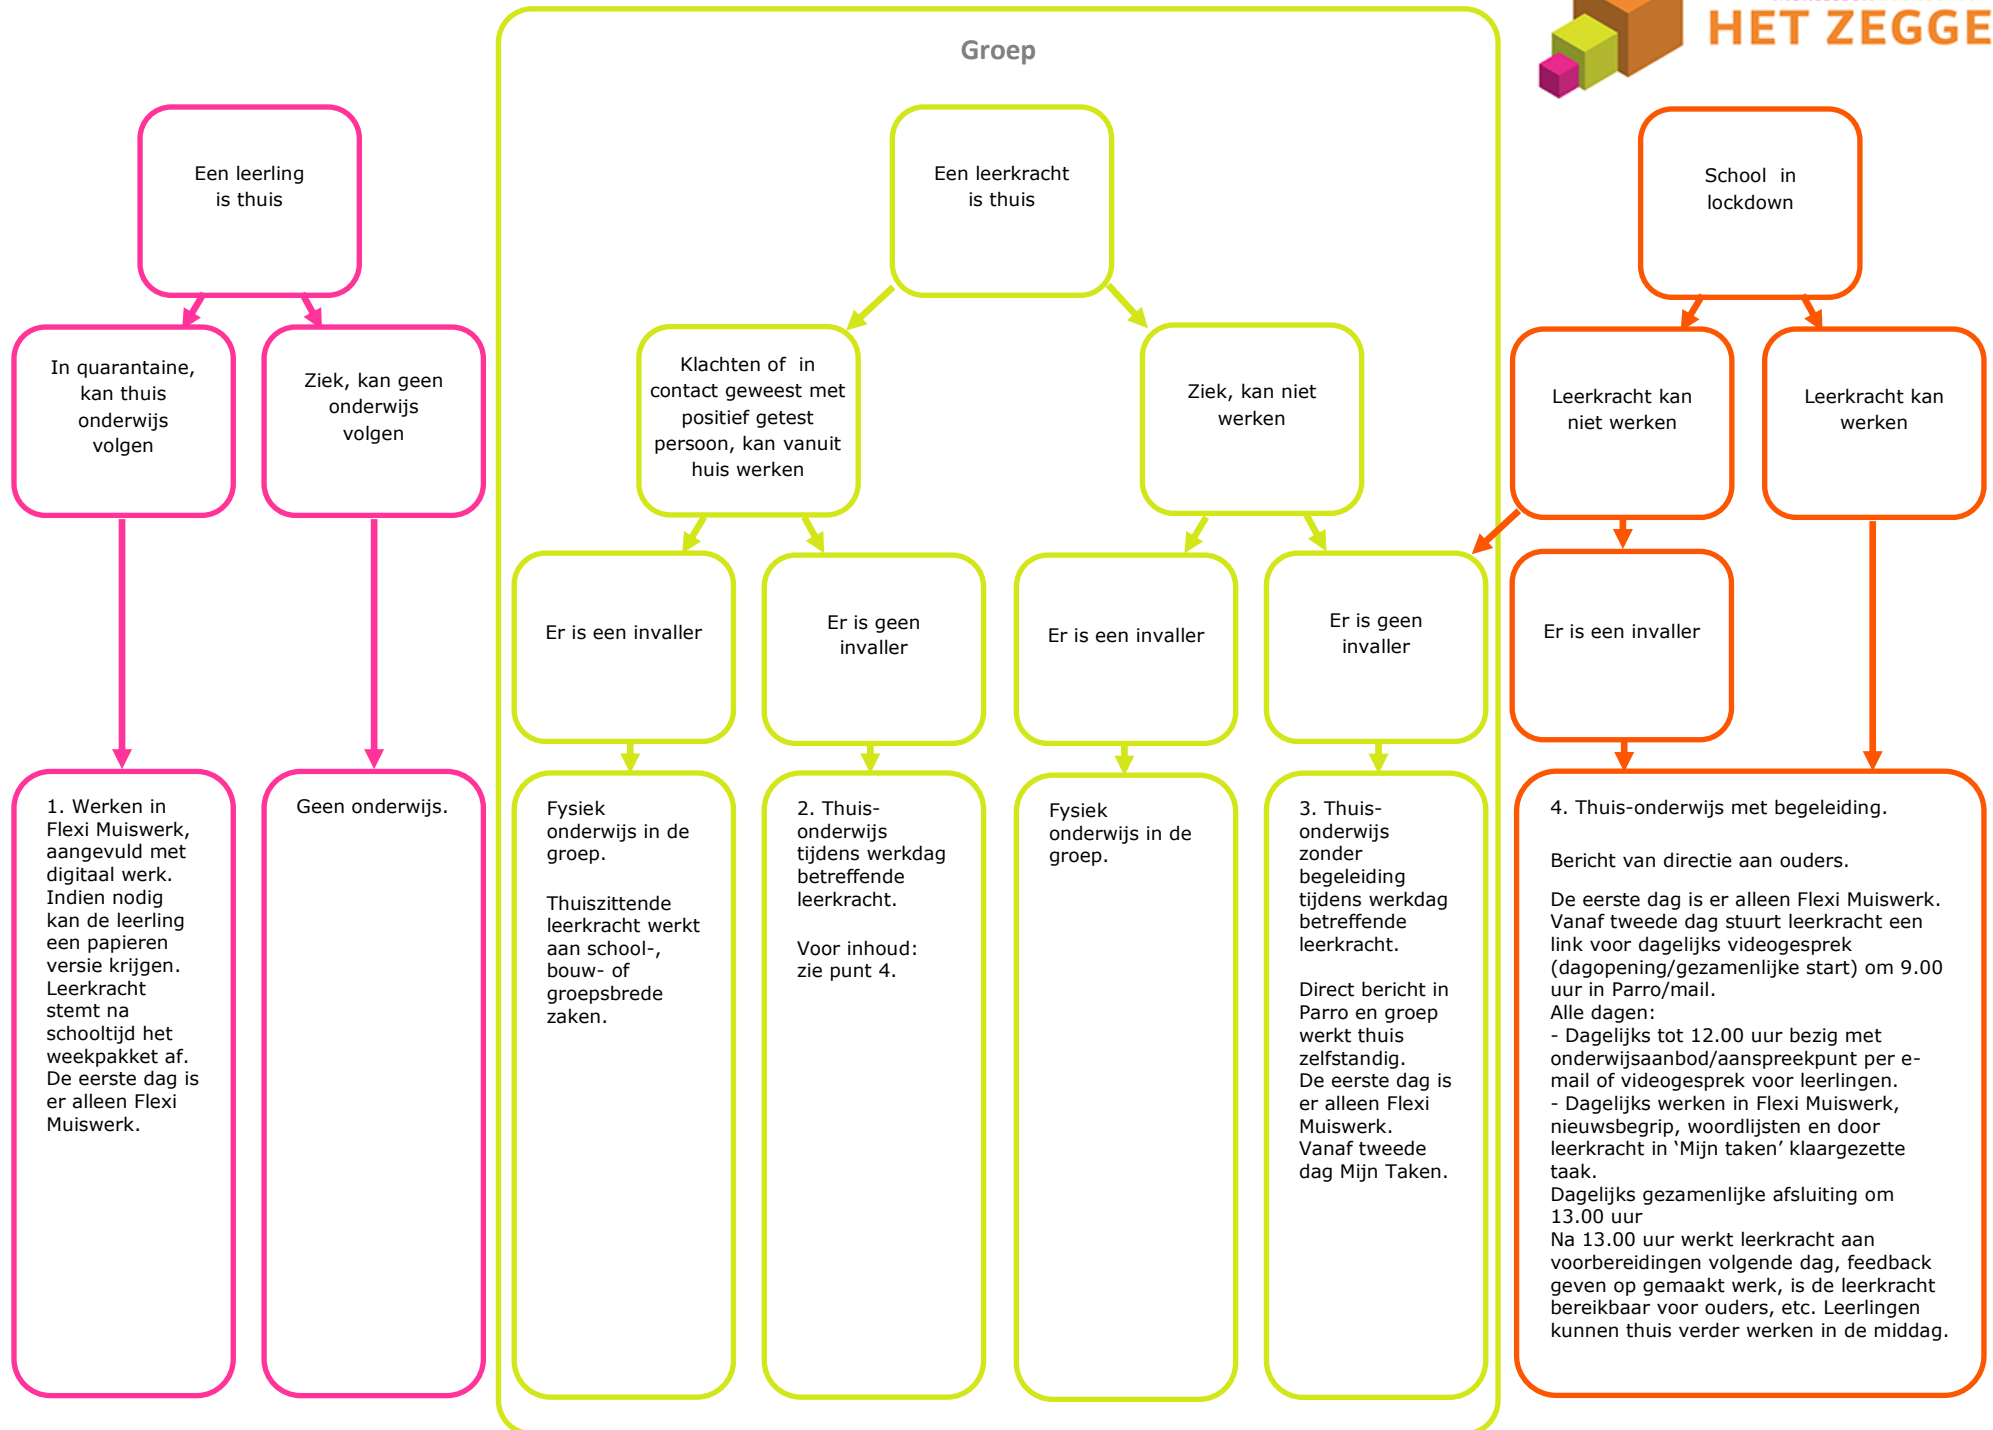 HET ZEGGE
Groep
Een leerling
is thuis
Een leerkracht
is thuis
School in
lockdown
In quarantaine,
kan thuis
onderwijs
volgen
Ziek, kan geen
onderwijs
volgen
Klachten of in
contact geweest met
positief getest
persoon, kan vanuit
huis werken
Ziek, kan niet
werken
Leerkracht kan
niet werken
Leerkracht kan
werken
Er is een invaller
Er is geen
invaller
Er is een invaller
Er is geen
invaller
Er is een invaller
1. Werken in
Flexi Muiswerk,
aangevuld met
digitaal werk.
Indien nodig
kan de leerling
een papieren
versie krijgen.
Leerkracht
stemt na
schooltijd het
weekpakket af.
De eerste dag is
er alleen Flexi
Muiswerk.
Geen onderwijs.
Fysiek
onderwijs in de
groep.
Thuiszittende
leerkracht werkt
aan school-,
bouw- of
groepsbrede
zaken.
2. Thuis-
onderwijs
tijdens werkdag
betreffende
leerkracht.
Voor inhoud:
zie punt 4.
Fysiek
onderwijs in de
groep.
3. Thuis-
onderwijs
zonder
begeleiding
tijdens werkdag
betreffende
leerkracht.
Direct bericht in
Parro en groep
werkt thuis
zelfstandig.
De eerste dag is
er alleen Flexi
Muiswerk.
Vanaf tweede
dag Mijn Taken.
4. Thuis-onderwijs met begeleiding.
Bericht van directie aan ouders.
De eerste dag is er alleen Flexi Muiswerk.
Vanaf tweede dag stuurt leerkracht een
link voor dagelijks videogesprek
(dagopening/gezamenlijke start) om 9.00
uur in Parro/mail.
Alle dagen:
- Dagelijks tot 12.00 uur bezig met
onderwijsaanbod/aanspreekpunt per e-
mail of videogesprek voor leerlingen.
- Dagelijks werken in Flexi Muiswerk,
nieuwsbegrip, woordlijsten en door
leerkracht in ‘Mijn taken’ klaargezette
taak.
Dagelijks gezamenlijke afsluiting om
13.00 uur
Na 13.00 uur werkt leerkracht aan
voorbereidingen volgende dag, feedback
geven op gemaakt werk, is de leerkracht
bereikbaar voor ouders, etc. Leerlingen
kunnen thuis verder werken in de middag.